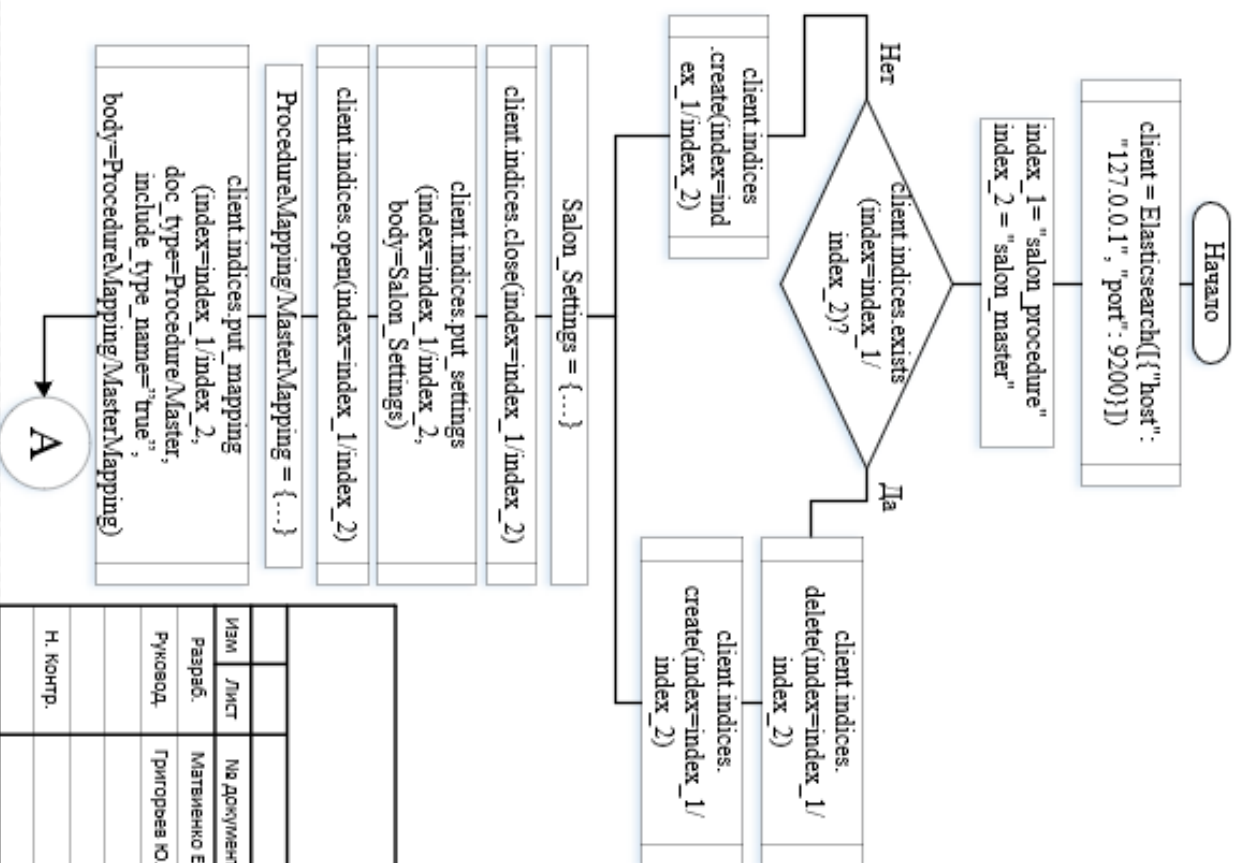 Начало
client = Elasticsearch([{"host":
"127.0.0.1", "port": 9200}])
index_1= "salon_procedure"
index_2 = "salon_master"
client.indices.exists
(index=index_1/
index_2)?
Нет
Да
client.indices
.create(index=ind
ex_1/index_2)
client.indices.
delete(index=index_1/
index_2)
client.indices.
create(index=index_1/
index_2)
Salon_Settings = {…}
client.indices.close(index=index_1/index_2)
client.indices.put_settings
(index=index_1/index_2,
body=Salon_Settings)
client.indices.open(index=index_1/index_2)
ProcedureMapping/MasterMapping = {…}
client.indices.put_mapping
(index=index_1/index_2,
doc_type=Procedure/Master,
include_type_name=”true”,
body=ProcedureMapping/MasterMapping)
A
Изм Лист № документ
Разраб. Матвиенко Е
Руковод. Григорьев Ю.
Н. Контр.